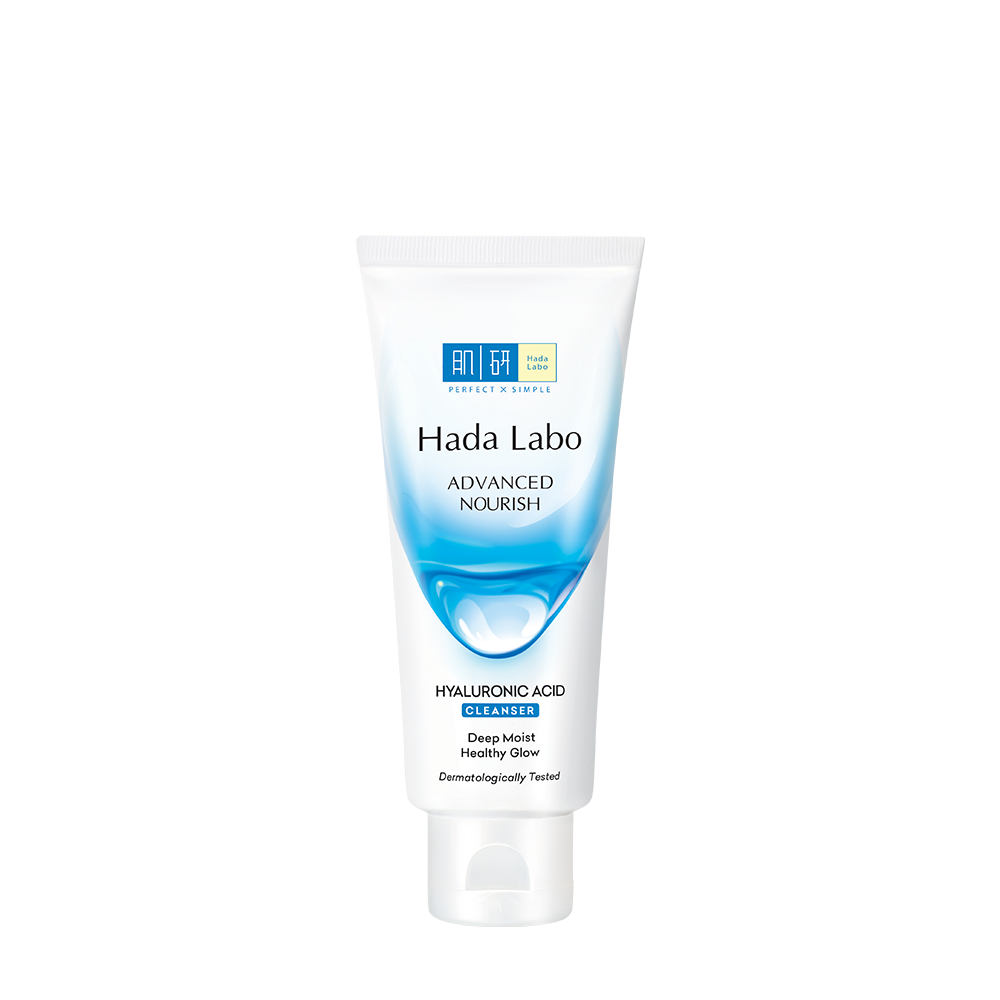 肌研 Hada
Labo
PERFECT X SIMPLE
Hada Labo
ADVANCED
NOURISH
HYALURONIC ACID
CLEANSER
Deep Moist
Healthy Glow
Dermatologically Tested